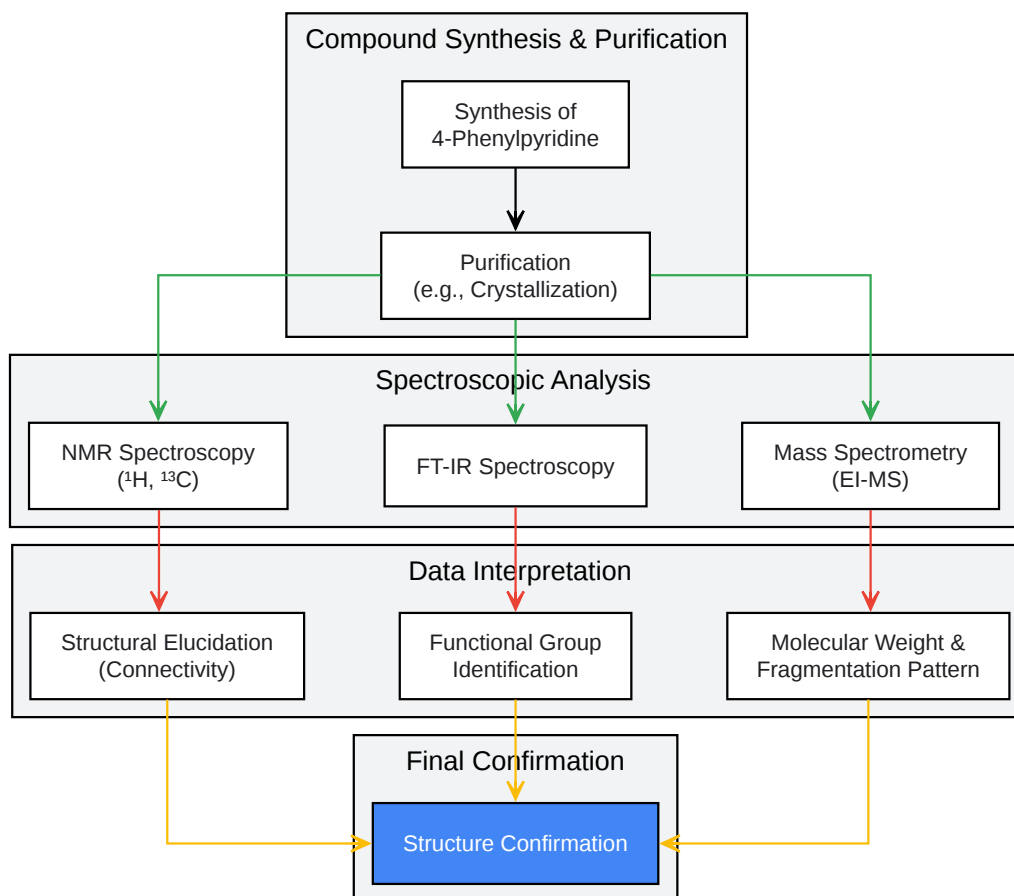 Compound Synthesis & Purification
Synthesis of
4-Phenylpyridine
Purification
(e.g., Crystallization)
Spectroscopic Analysis
NMR Spectroscopy
(¹H, ¹³C)
FT-IR Spectroscopy
Mass Spectrometry
(EI-MS)
Data Interpretation
Structural Elucidation
(Connectivity)
Functional Group
Identification
Molecular Weight &
Fragmentation Pattern
Final Confirmation
Structure Confirmation